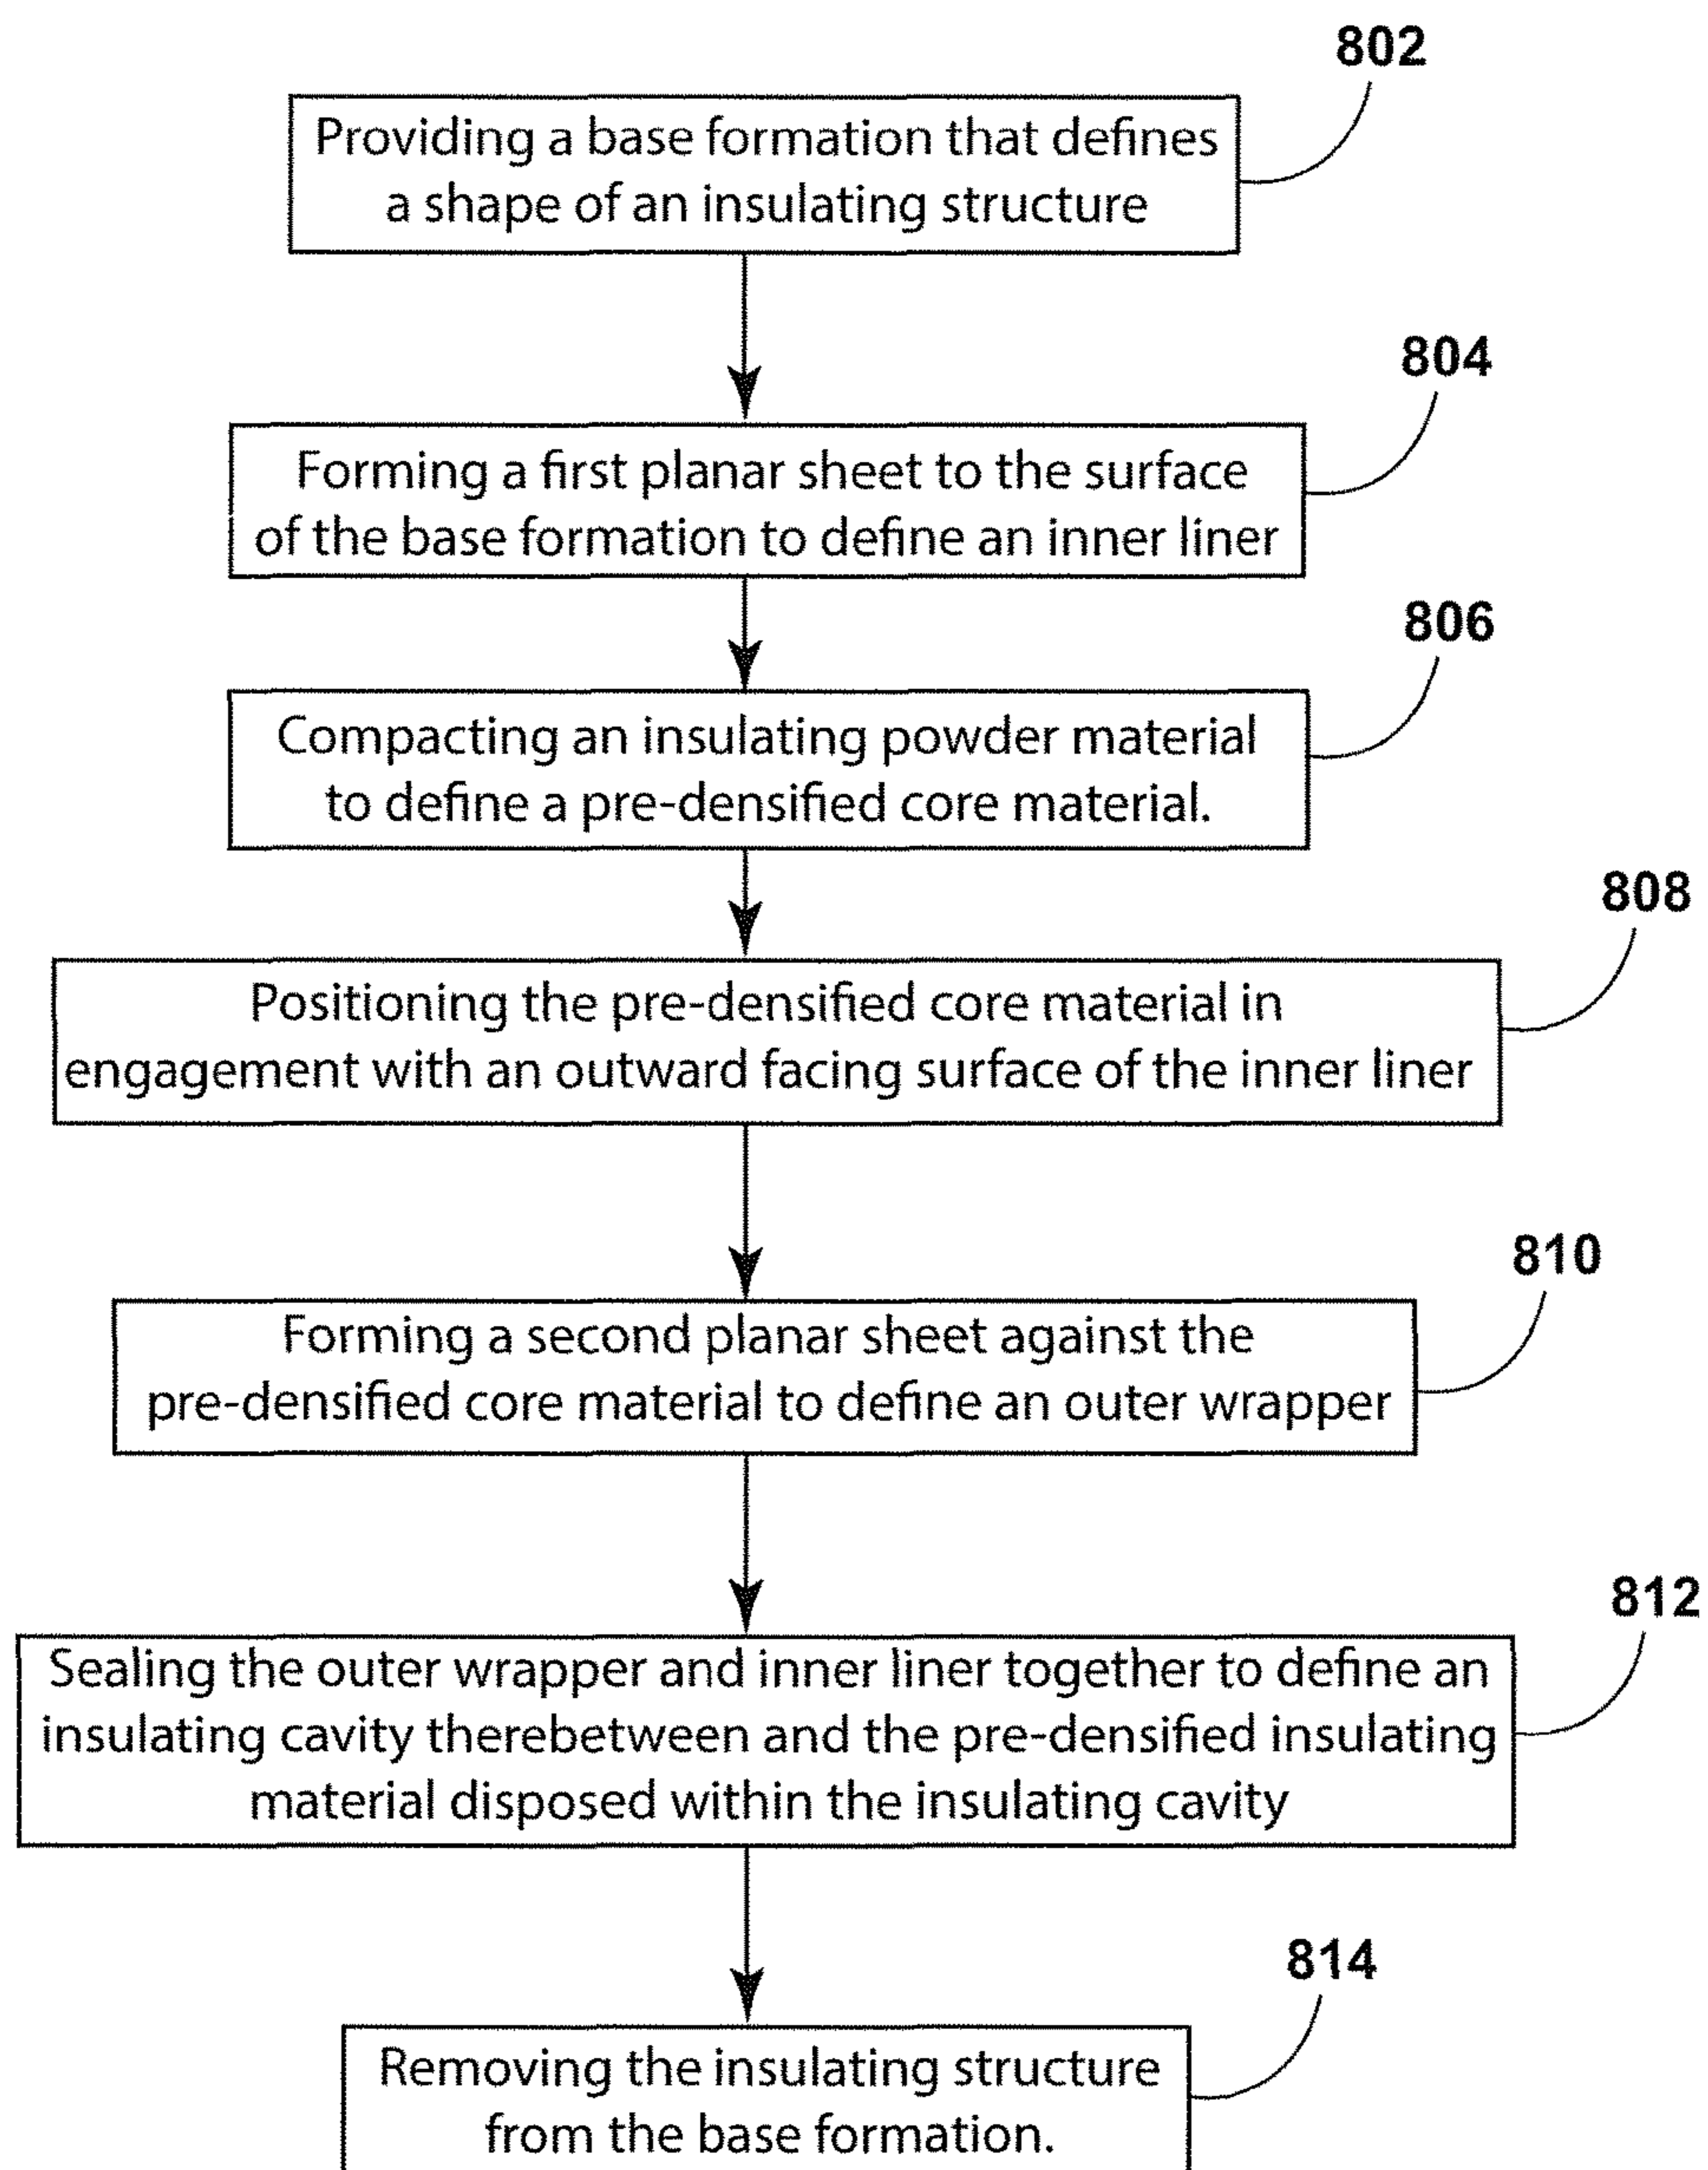 802
Providing a base formation that defines
a shape of an insulating structure
804
Forming a first planar sheet to the surface
of the base formation to define an inner liner
806
Compacting an insulating powder material
to define a pre-densified core material.
808
Positioning the pre-densified core material in
engagement with an outward facing surface of the inner liner
810
Forming a second planar sheet against the
pre-densified core material to define an outer wrapper
812
Sealing the outer wrapper and inner liner together to define an
insulating cavity therebetween and the pre-densified insulating
material disposed within the insulating cavity
814
Removing the insulating structure
from the base formation.